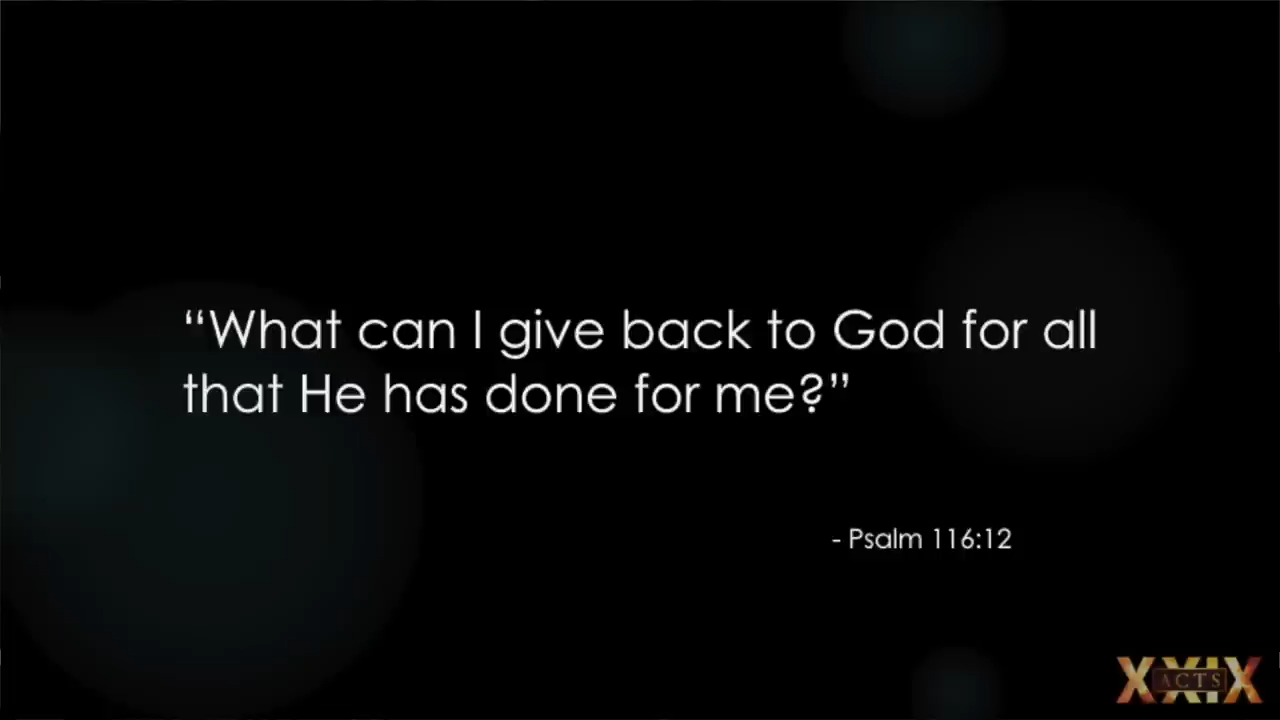 “What can I give back to God for all
that He has done for me?”
- Psalm 116:12
XXIX
ACTS